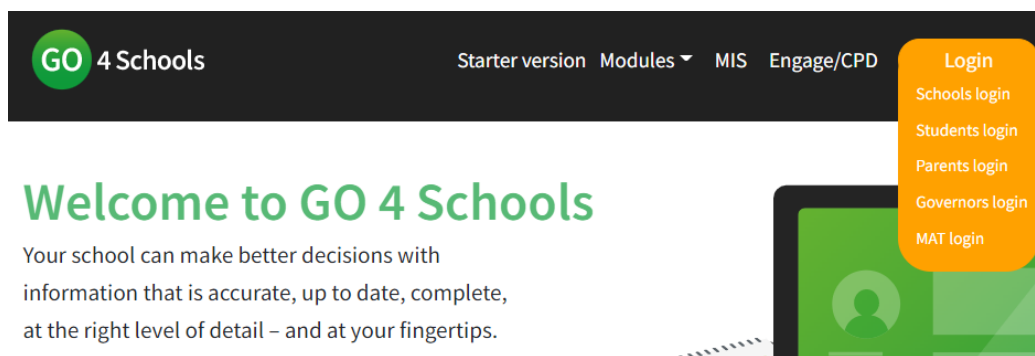 GO 4 Schools
Starter version Modules MIS Engage/CPD Login
Schools login
Students login
Parents login
Governors login
MAT login
Welcome to GO 4 Schools
Your school can make better decisions with
information that is accurate, up to date, complete,
at the right level of detail – and at your fingertips.